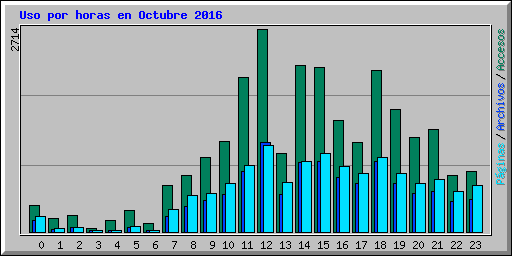 Uso por horas en Octubre 2016
2714
Páginas / Archivos / Accesos
0 1 2 3 4 5 6 7 8 9 10 11 12 13 14 15 16 17 18 19 20 21 22 23